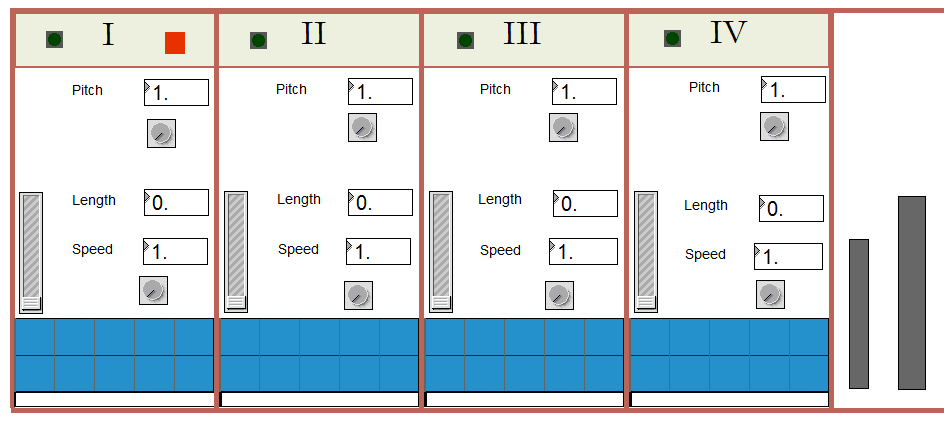 I II III IV
Pitch 1. Pitch 1. Pitch 1. Pitch 1.
Length 0. Length 0. Length 0. Length 0.
Speed 1. Speed 1. Speed 1. Speed 1.